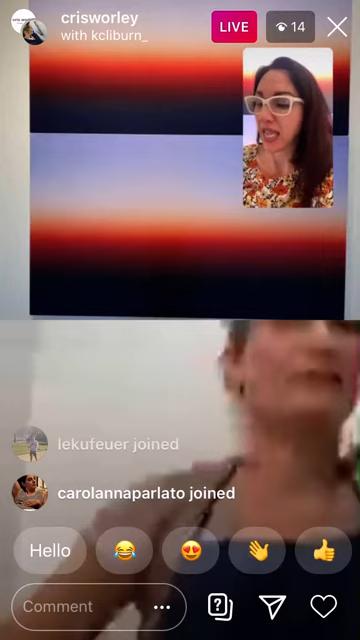 crisworley
with kcliburn_
LIVE
14
lekufeuer joined
carolannaparlato joined
Hello
Comment